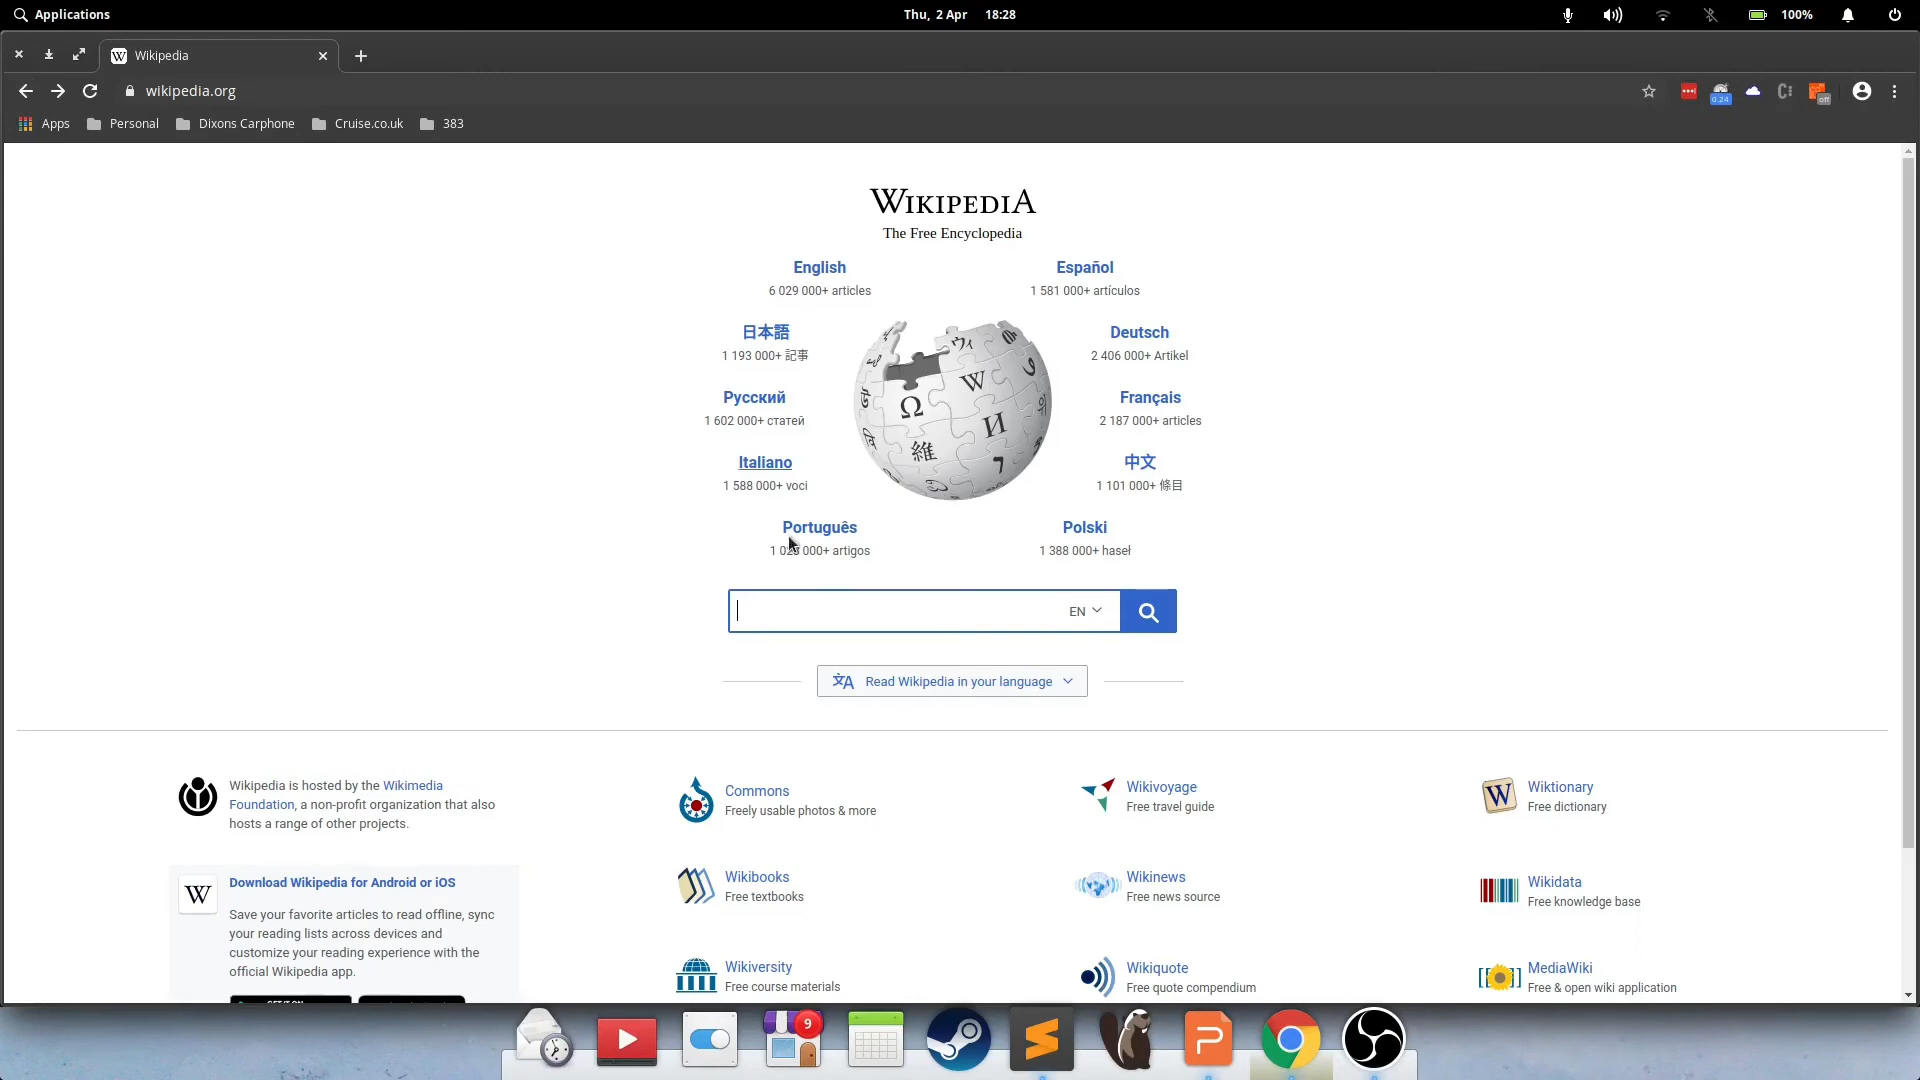 Applications
Thu, 2 Apr 18:28
100%
Wikipedia
wikipedia.org
0.24
off
Apps Personal Dixons Carphone Cruise.co.uk 383
WIKIPEDIA
The Free Encyclopedia
English
6 029 000+ articles
Español
1 581 000+ artículos
日本語
1 193 000+ 記事
Deutsch
2 406 000+ Artikel
Русский
1 602 000+ статей
Français
2 187 000+ articles
Italiano
1 588 000+ voci
中文
1 101 000+ 條目
Português
000+ artigos
Polski
1 388 000+ haseł
EN
Read Wikipedia in your language
Wikipedia is hosted by the Wikimedia
Foundation, a non-profit organization that also
hosts a range of other projects.
Download Wikipedia for Android or iOS
Save your favorite articles to read offline, sync
your reading lists across devices and
customize your reading experience with the
official Wikipedia app.
Commons
Freely usable photos & more
Wikivoyage
Free travel guide
Wiktionary
Free dictionary
Wikibooks
Free textbooks
Wikinews
Free news source
Wikidata
Free knowledge base
Wikiversity
Free course materials
Wikiquote
Free quote compendium
MediaWiki
Free & open wiki application
9